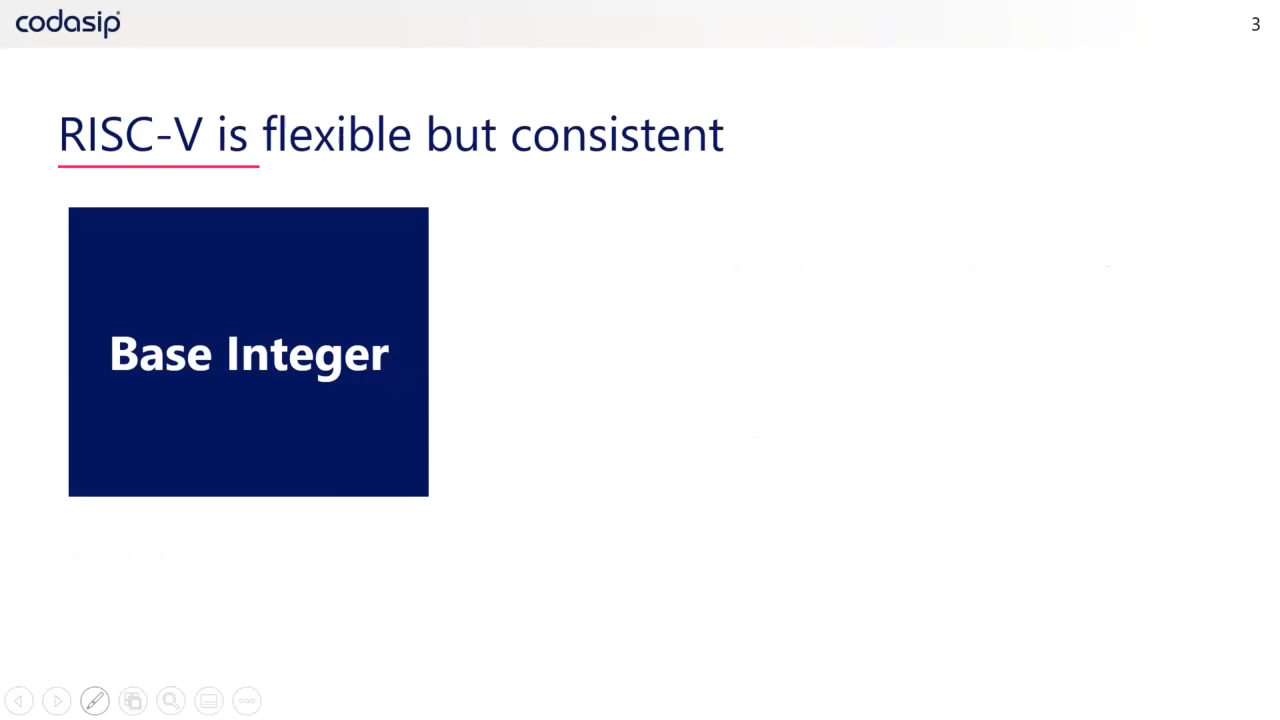 codasip
3
RISC-V is flexible but consistent
Base Integer